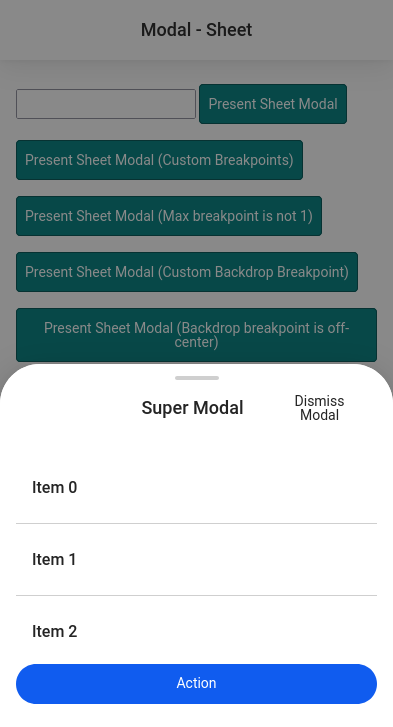 Modal - Sheet
Present Sheet Modal
Present Sheet Modal (Custom Breakpoints)
Present Sheet Modal (Max breakpoint is not 1)
Present Sheet Modal (Custom Backdrop Breakpoint)
Present Sheet Modal (Backdrop breakpoint is off-
center)
Super Modal
Dismiss
Modal
Item 0
Item 1
Item 2
Action